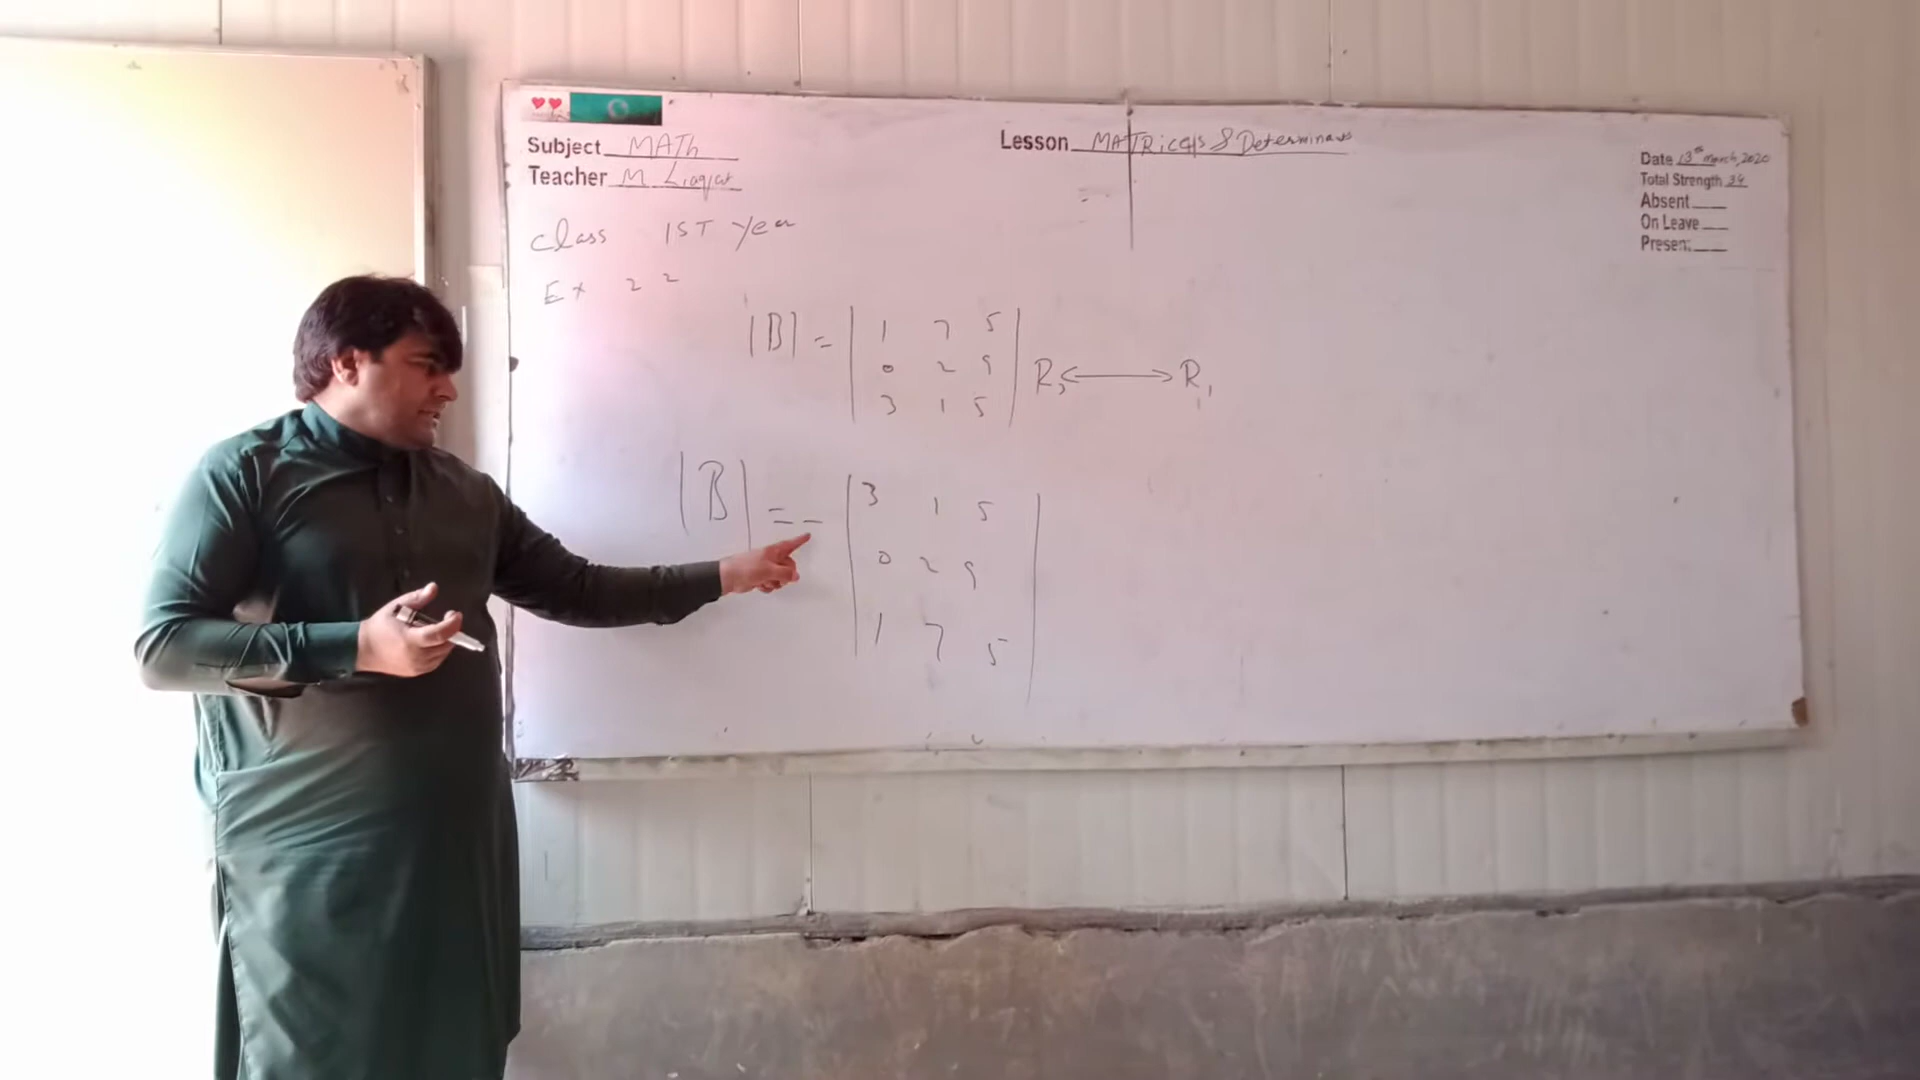 Subject MATh
Teacher M Liaqat
Lesson MATRices & Determinants
Date 13th March, 2020
Total Strength 34
Absent
On Leave
Present
Class 1ST Year
Ex 2 2
|B| = | 1 7 5 |
| 0 2 9 | R3 ⟷ R1
| 3 1 5 |
|B| = - | 3 1 5 |
| 0 2 9 |
| 1 7 5 |